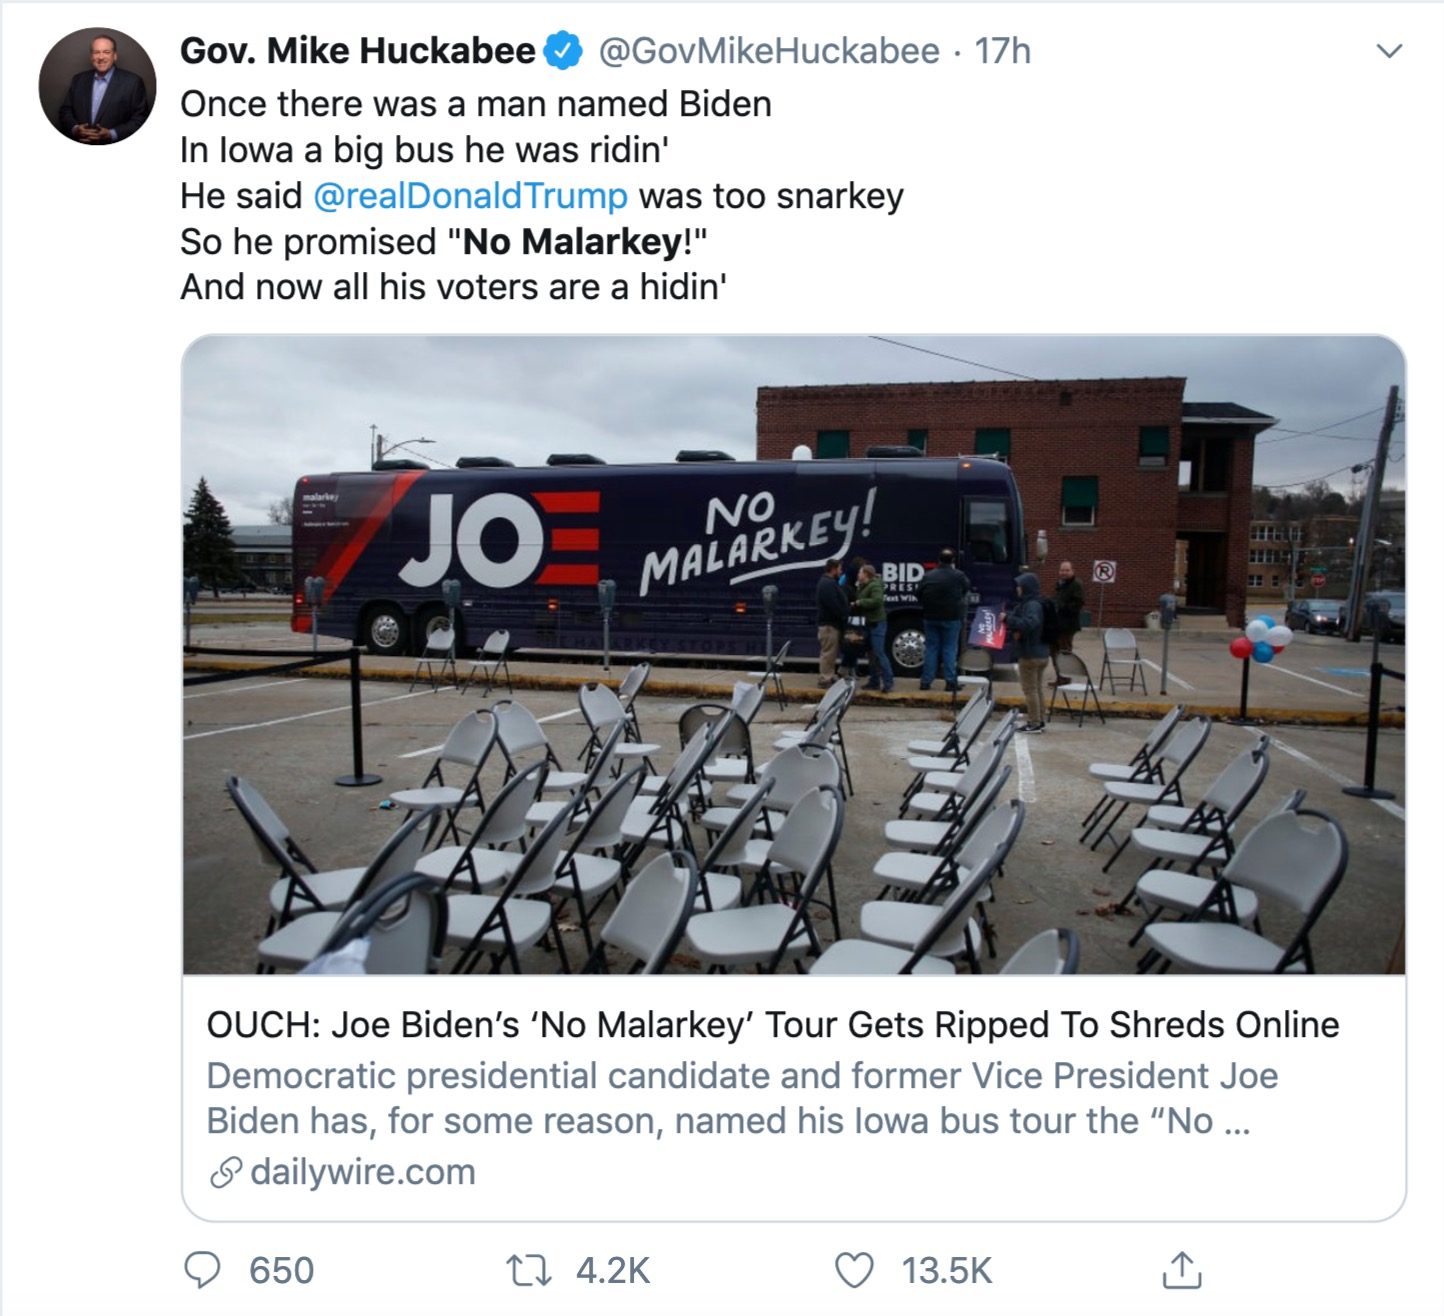 Gov. Mike Huckabee @GovMikeHuckabee · 17h
Once there was a man named Biden
In Iowa a big bus he was ridin'
He said @realDonaldTrump was too snarkey
So he promised "No Malarkey!"
And now all his voters are a hidin'
malarkey
JOE
NO
MALARKEY!
BID
PRES
Text
NO
MALARKEY!
R
OUCH: Joe Biden's 'No Malarkey' Tour Gets Ripped To Shreds Online
Democratic presidential candidate and former Vice President Joe
Biden has, for some reason, named his Iowa bus tour the “No ...
dailywire.com
650 4.2K 13.5K